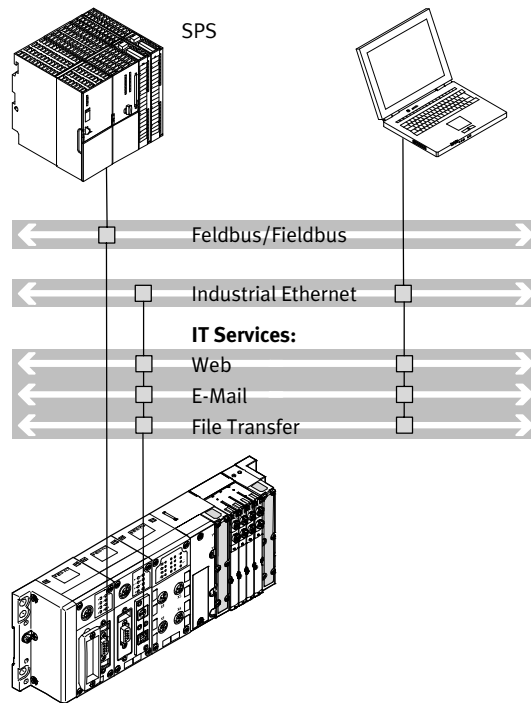 SPS
Feldbus/Fieldbus
Industrial Ethernet
IT Services:
Web
E-Mail
File Transfer